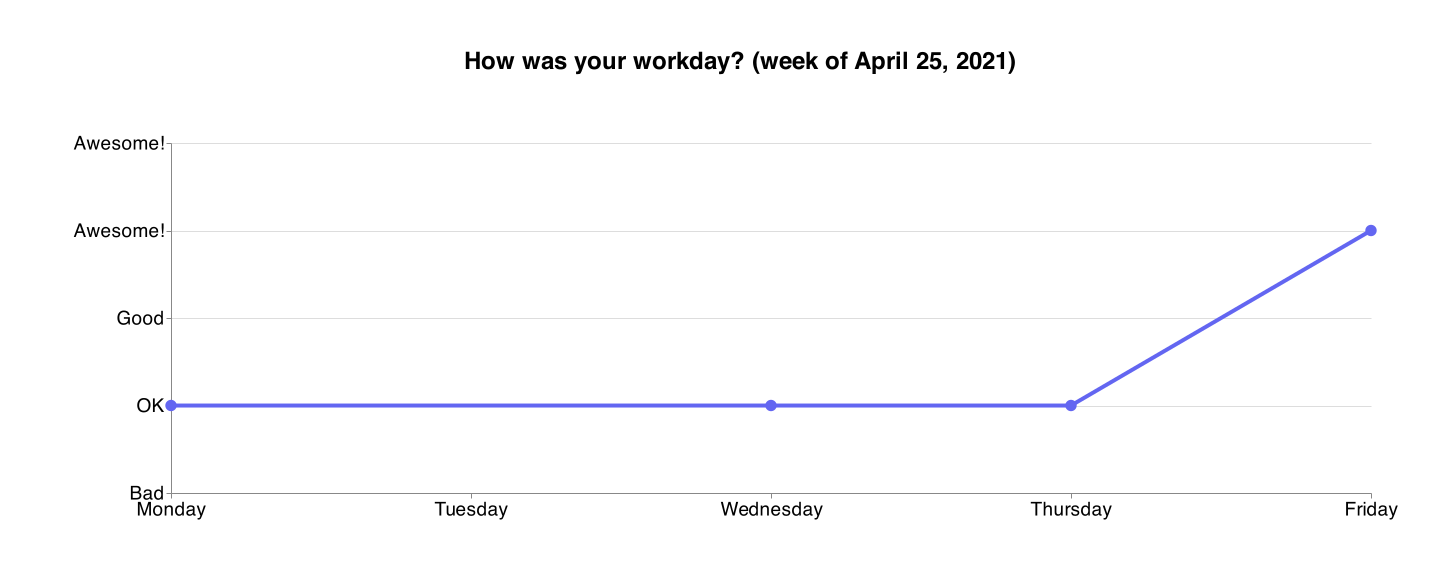 How was your workday? (week of April 25, 2021)
Awesome!
Awesome!
Good
OK
Bad
Monday Tuesday Wednesday Thursday Friday